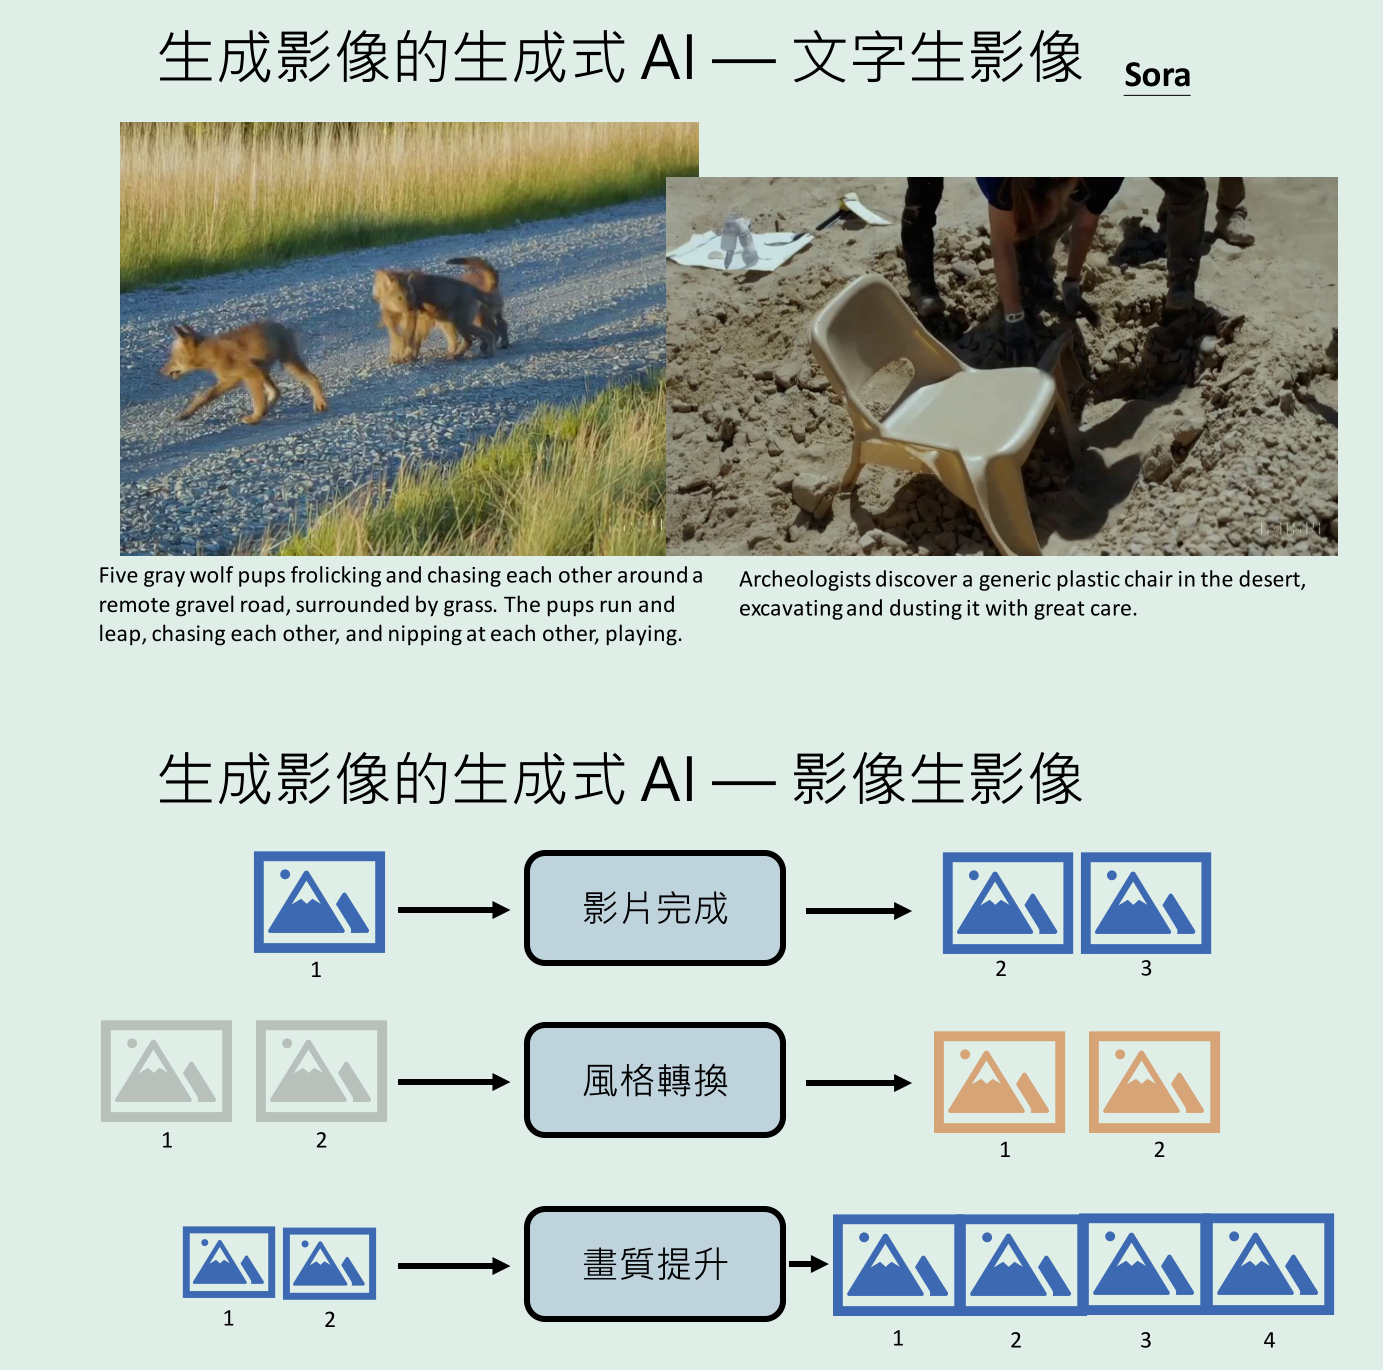 生成影像的生成式 AI — 文字生影像 Sora
Five gray wolf pups frolicking and chasing each other around a
remote gravel road, surrounded by grass. The pups run and
leap, chasing each other, and nipping at each other, playing.
Archeologists discover a generic plastic chair in the desert,
excavating and dusting it with great care.
生成影像的生成式 AI — 影像生影像
影片完成
1
2 3
風格轉換
1 2
1 2
畫質提升
1 2
1 2 3 4